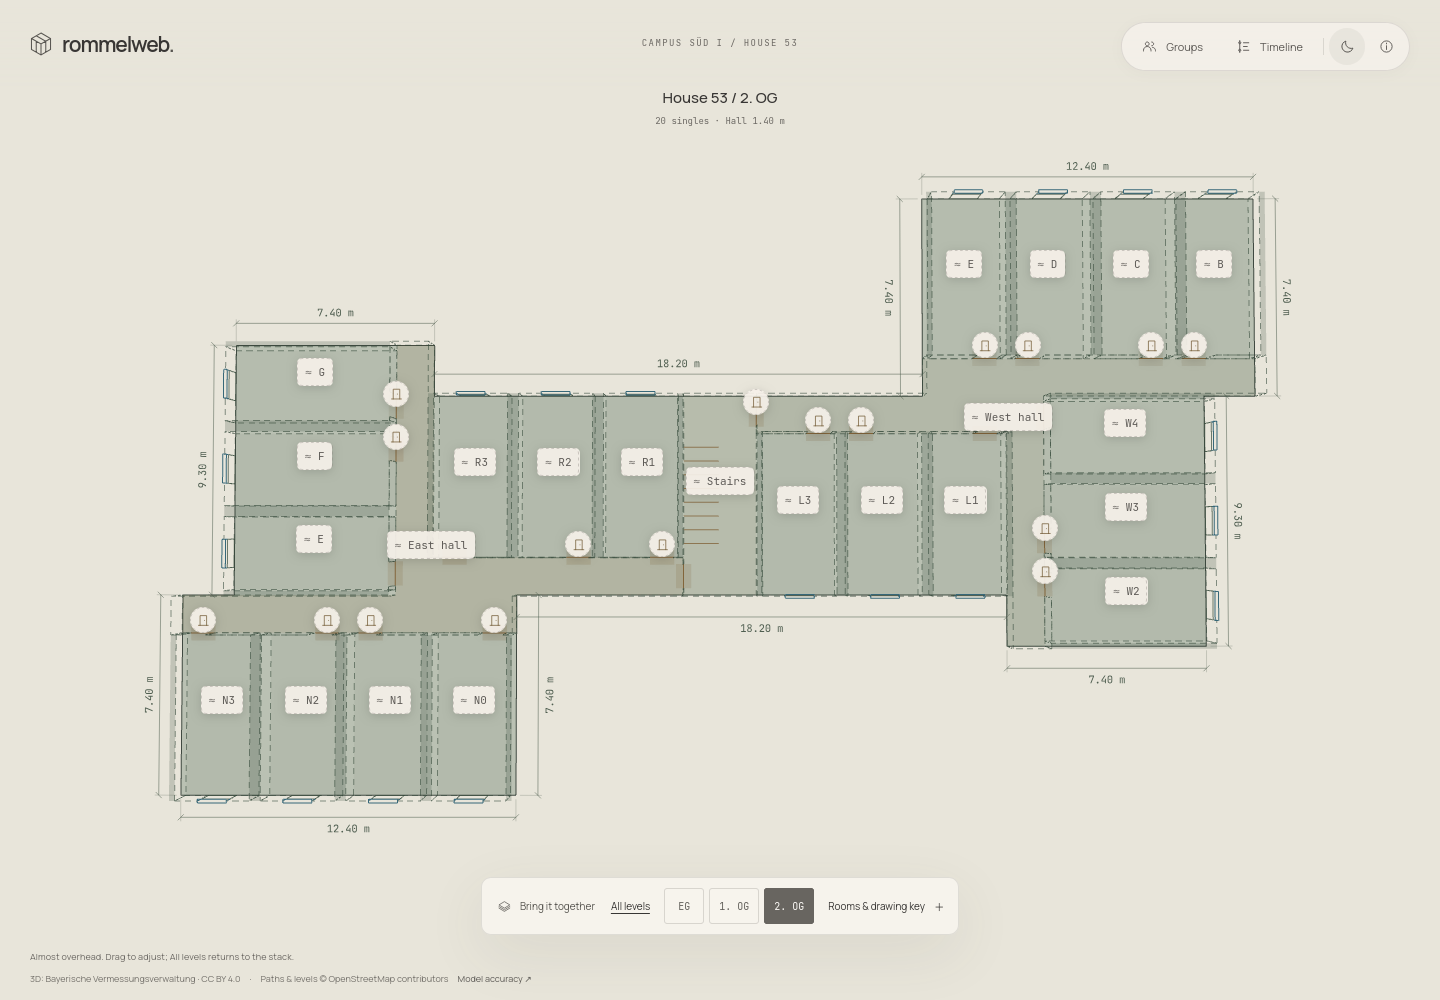 rommelweb.
CAMPUS SÜD I / HOUSE 53
Groups
Timeline
House 53 / 2. OG
20 singles · Hall 1.40 m
12.40 m
7.40 m
7.40 m
≈ E
≈ D
≈ C
≈ B
7.40 m
18.20 m
≈ G
≈ F
≈ E
9.30 m
≈ East hall
≈ R3
≈ R2
≈ R1
≈ Stairs
≈ L3
≈ L2
≈ L1
≈ West hall
≈ W4
≈ W3
≈ W2
9.30 m
18.20 m
7.40 m
≈ N3
≈ N2
≈ N1
≈ N0
7.40 m
7.40 m
12.40 m
Bring it together
All levels
EG
1. OG
2. OG
Rooms & drawing key +
Almost overhead. Drag to adjust; All levels returns to the stack.
3D: Bayerische Vermessungsverwaltung · CC BY 4.0 · Paths & levels © OpenStreetMap contributors Model accuracy ↗